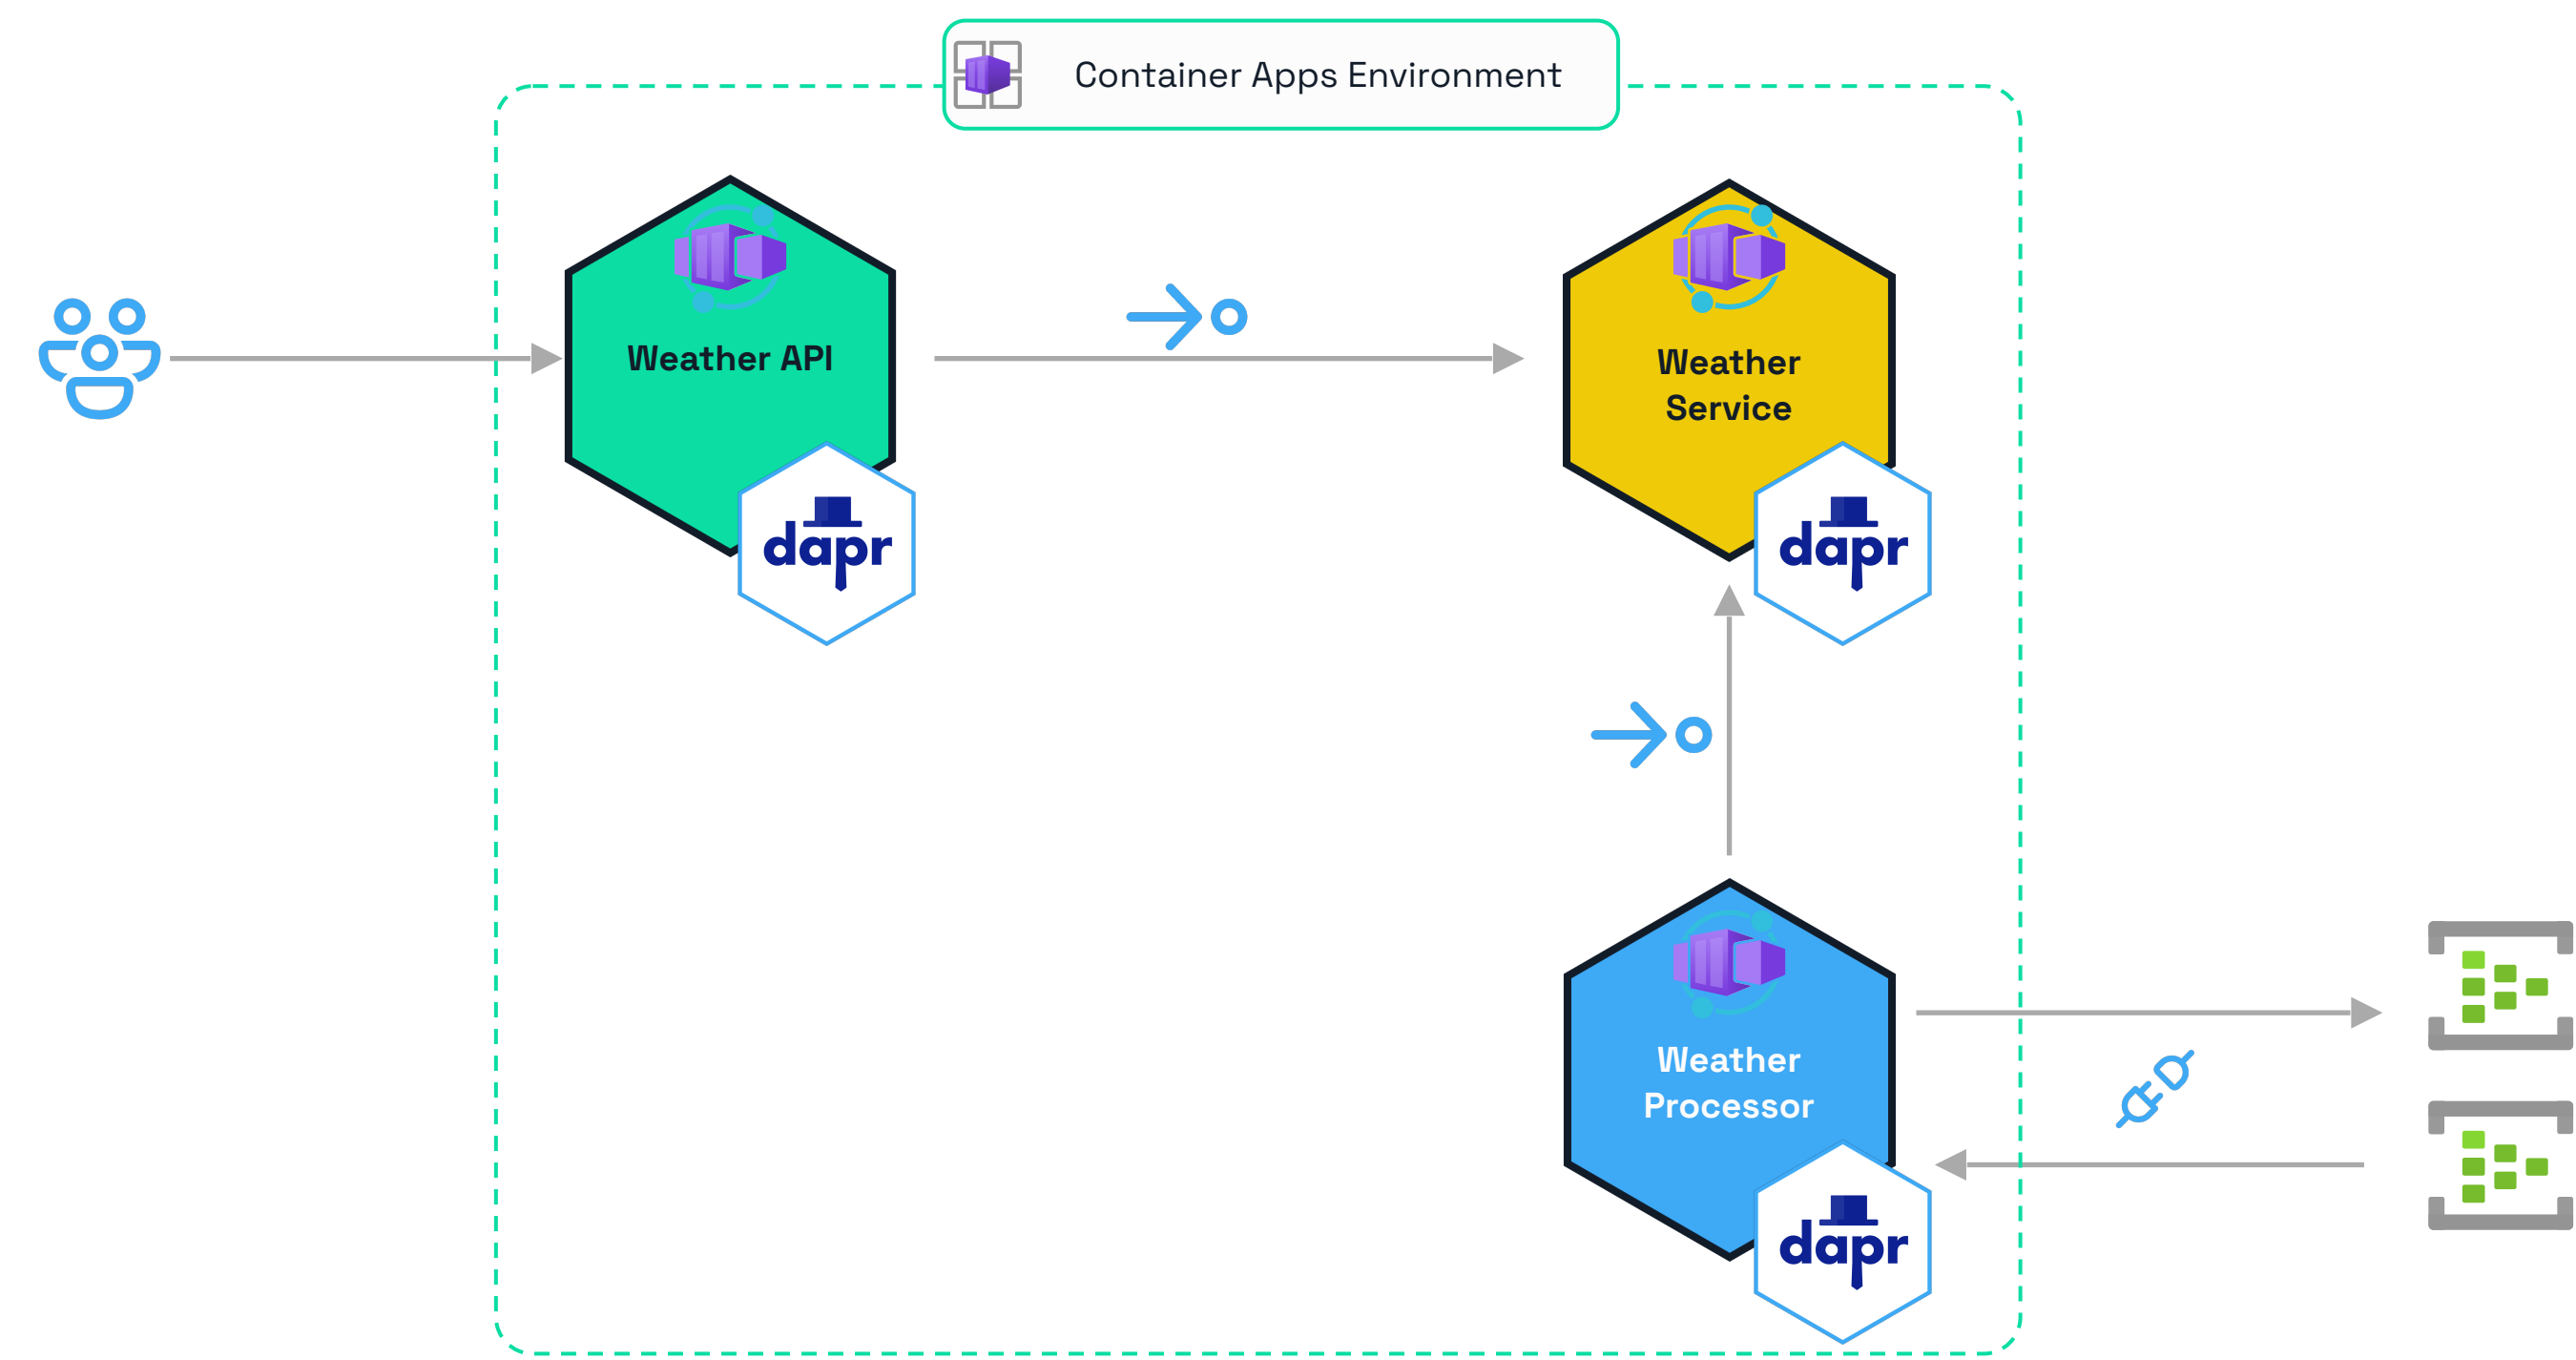 Container Apps Environment
Weather API
dapr
Weather
Service
dapr
Weather
Processor
dapr